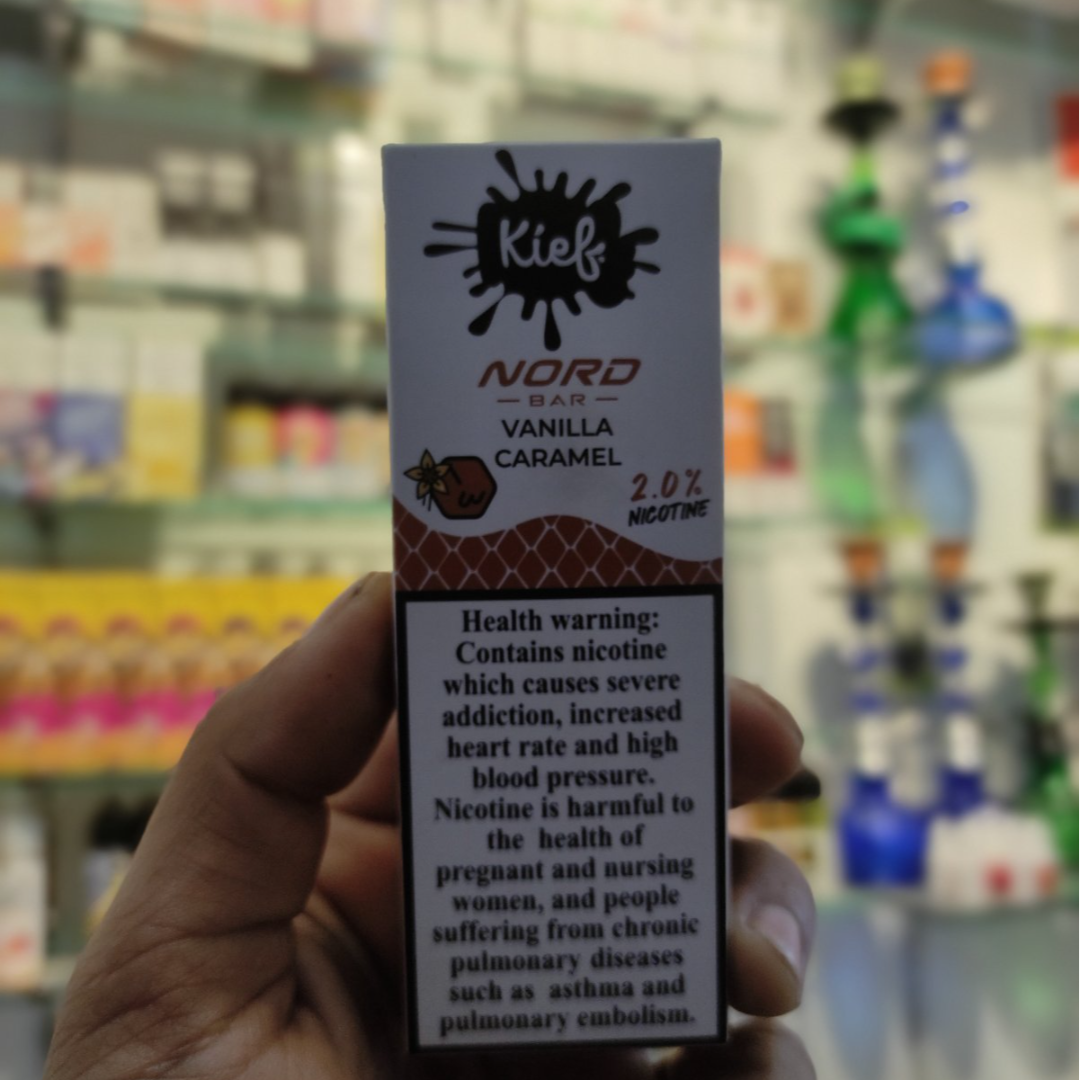 Kief
NORD
BAR
VANILLA
CARAMEL
2.0%
NICOTINE
Health warning:
Contains nicotine
which causes severe
addiction, increased
heart rate and high
blood pressure.
Nicotine is harmful to
the health of
pregnant and nursing
women, and people
suffering from chronic
pulmonary diseases
such as asthma and
pulmonary embolism.